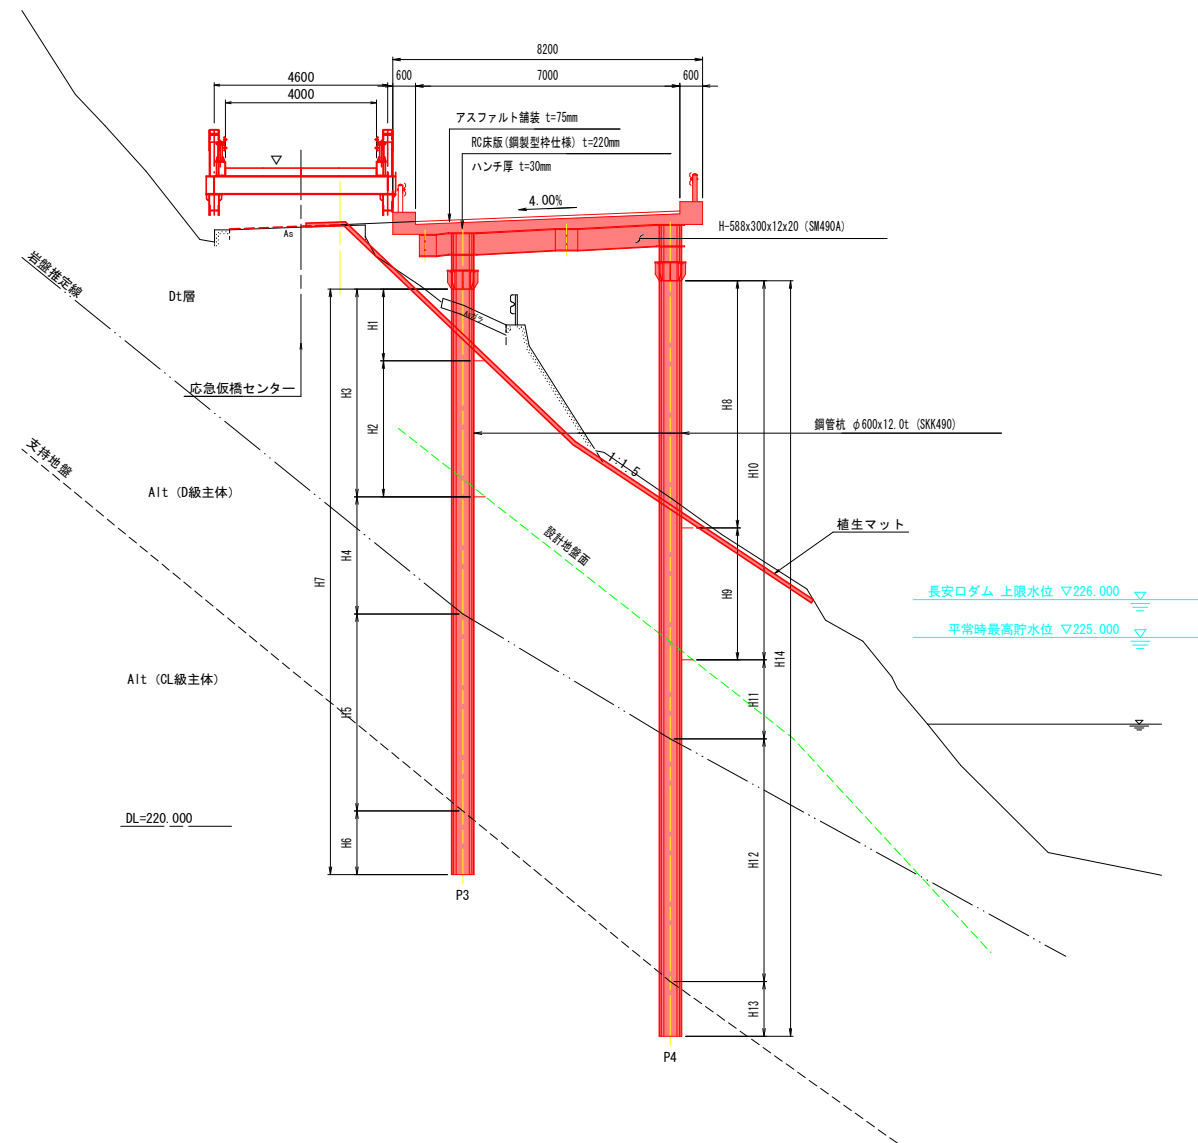 8200
600
7000
600
4600
4000
アスファルト舗装 t=75mm
RC床版(鋼製型枠仕様) t=220mm
ハンチ厚 t=30mm
4.00%
H-588x300x12x20 (SM490A)
As
岩盤推定線
Dt層
応急仮橋センター
支持地盤
Alt (D級主体)
Alt (CL級主体)
DL=220.000
H1
H2
H3
H4
H5
H6
H7
H8
H9
H10
H11
H12
H13
H14
鋼管杭 φ600x12.0t (SKK490)
1:1.5
設計地盤面
植生マット
長安口ダム 上限水位 ▽226.000
平常時最高貯水位 ▽225.000
P3
P4